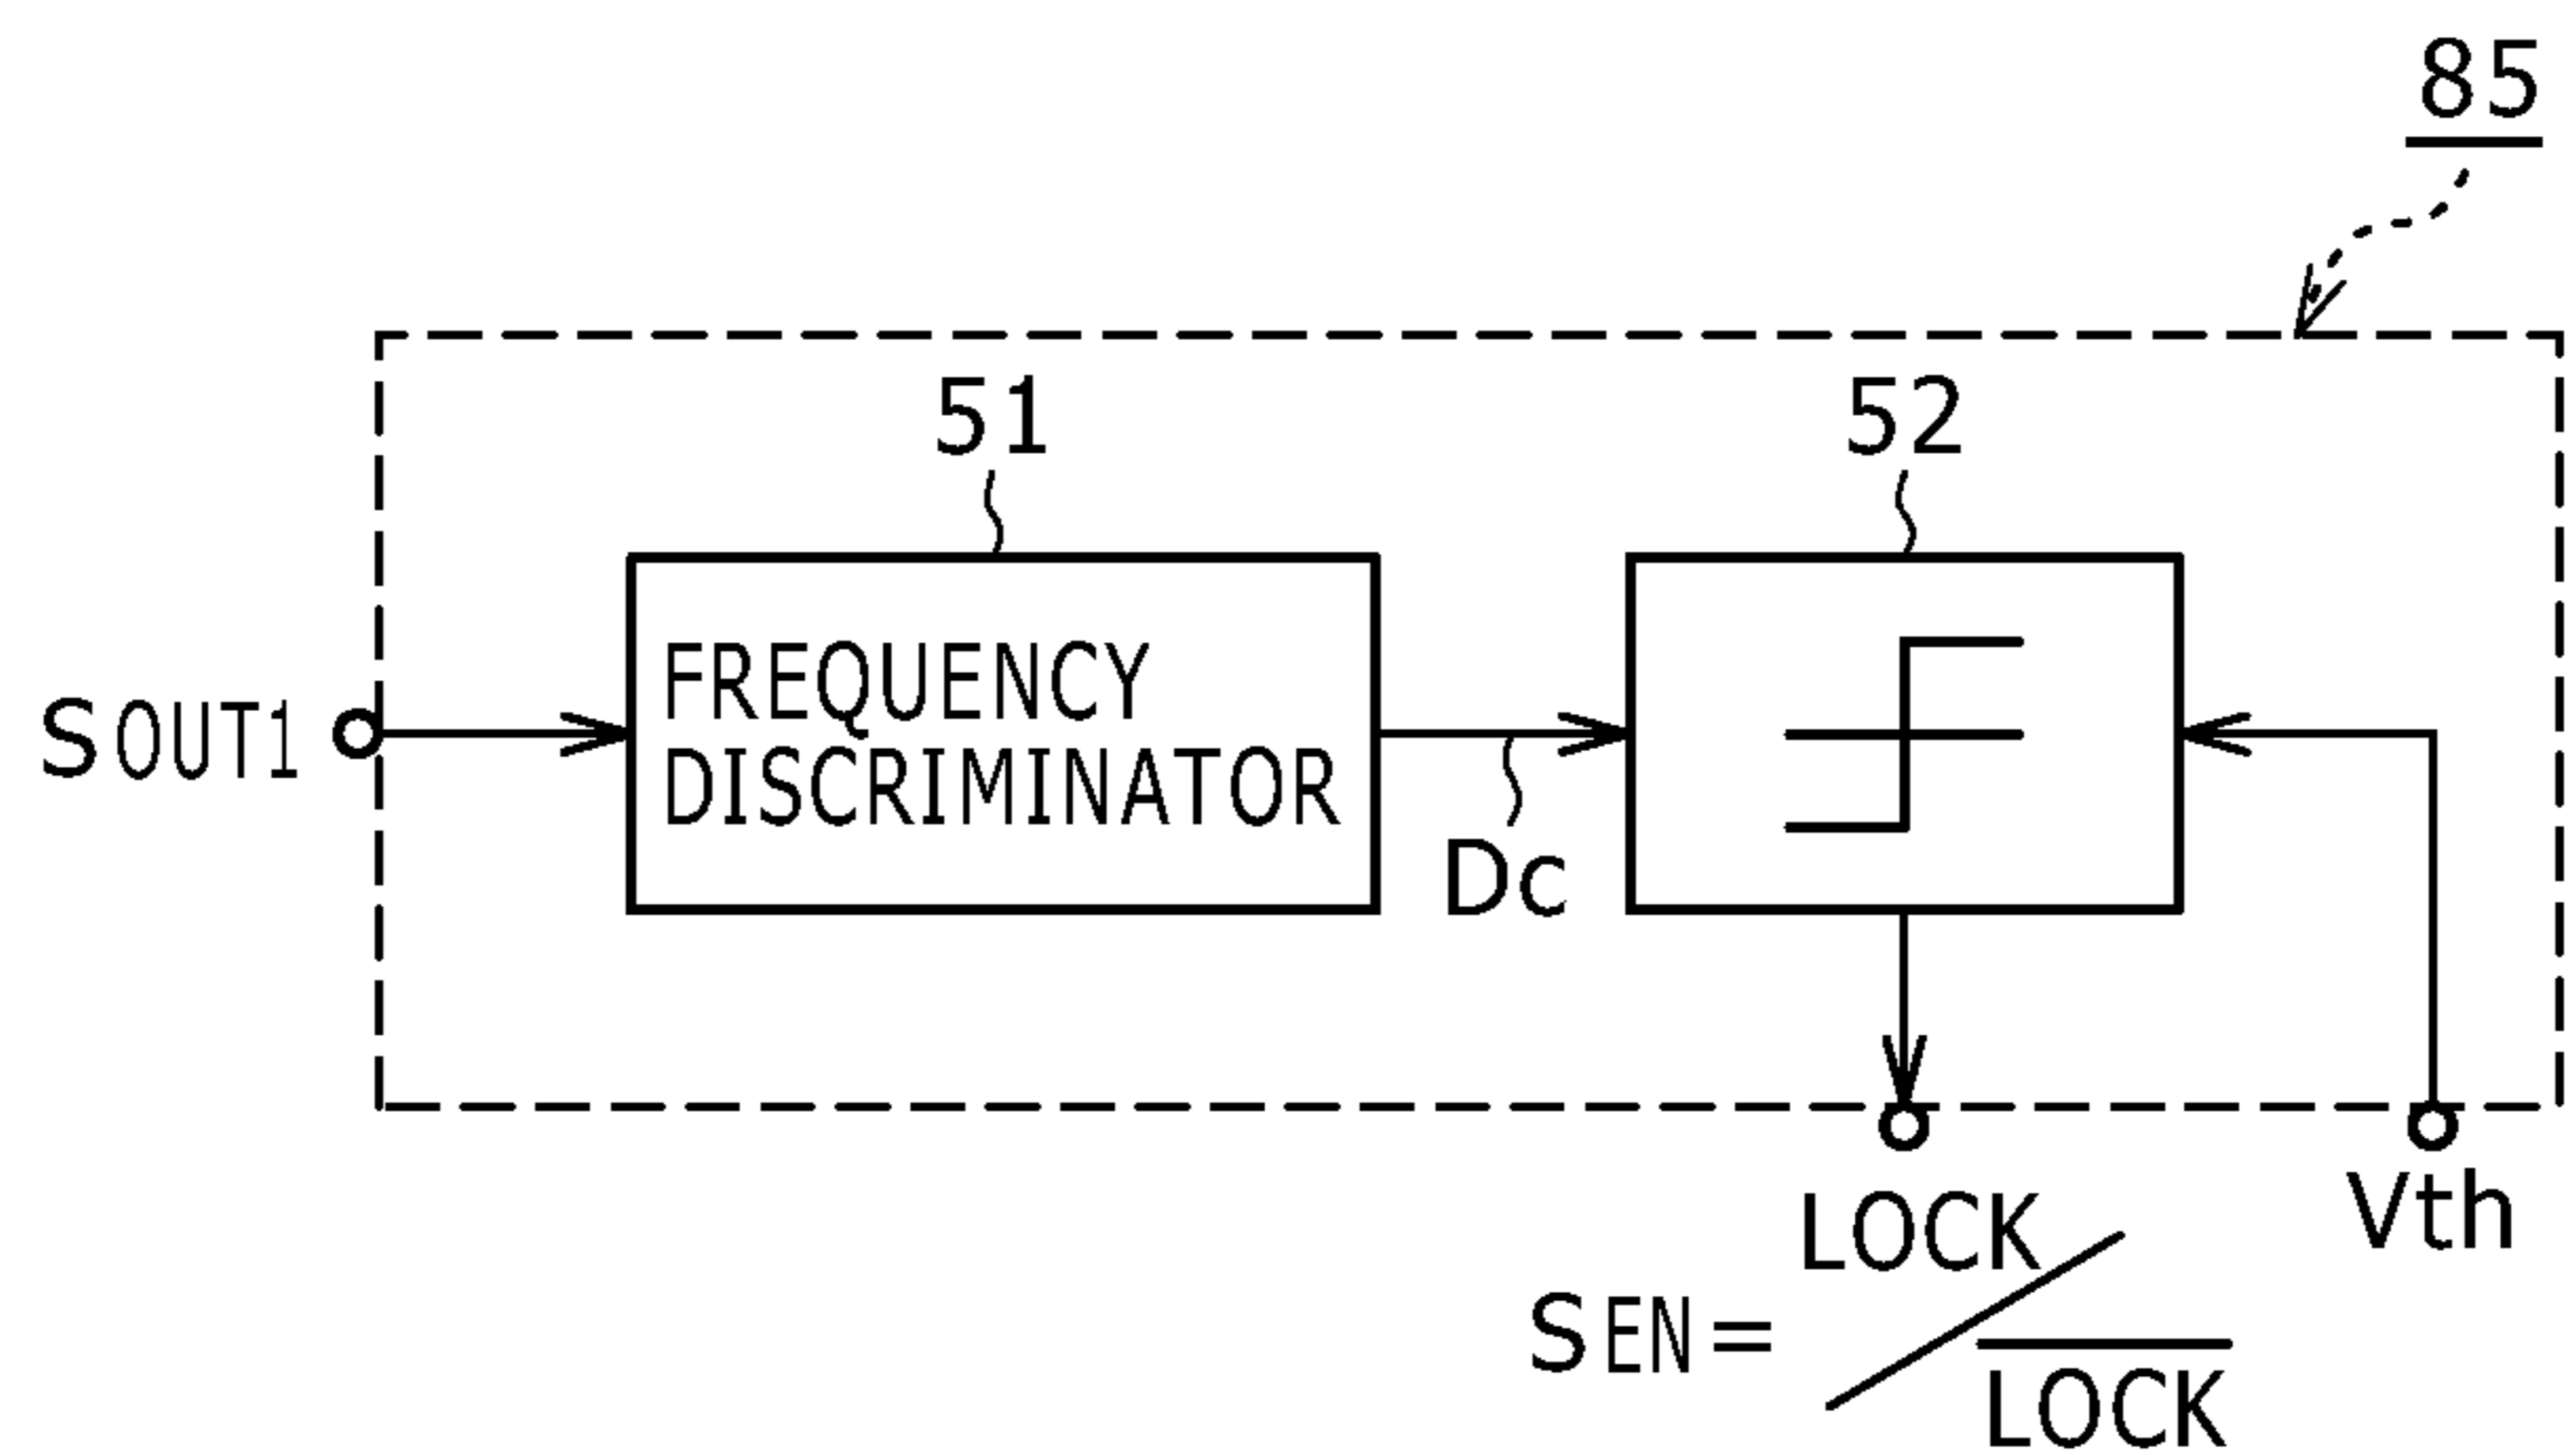 85
51
52
SOUT1
FREQUENCY
DISCRIMINATOR
Dc
LOCK
Vth
SEN=
LOCK